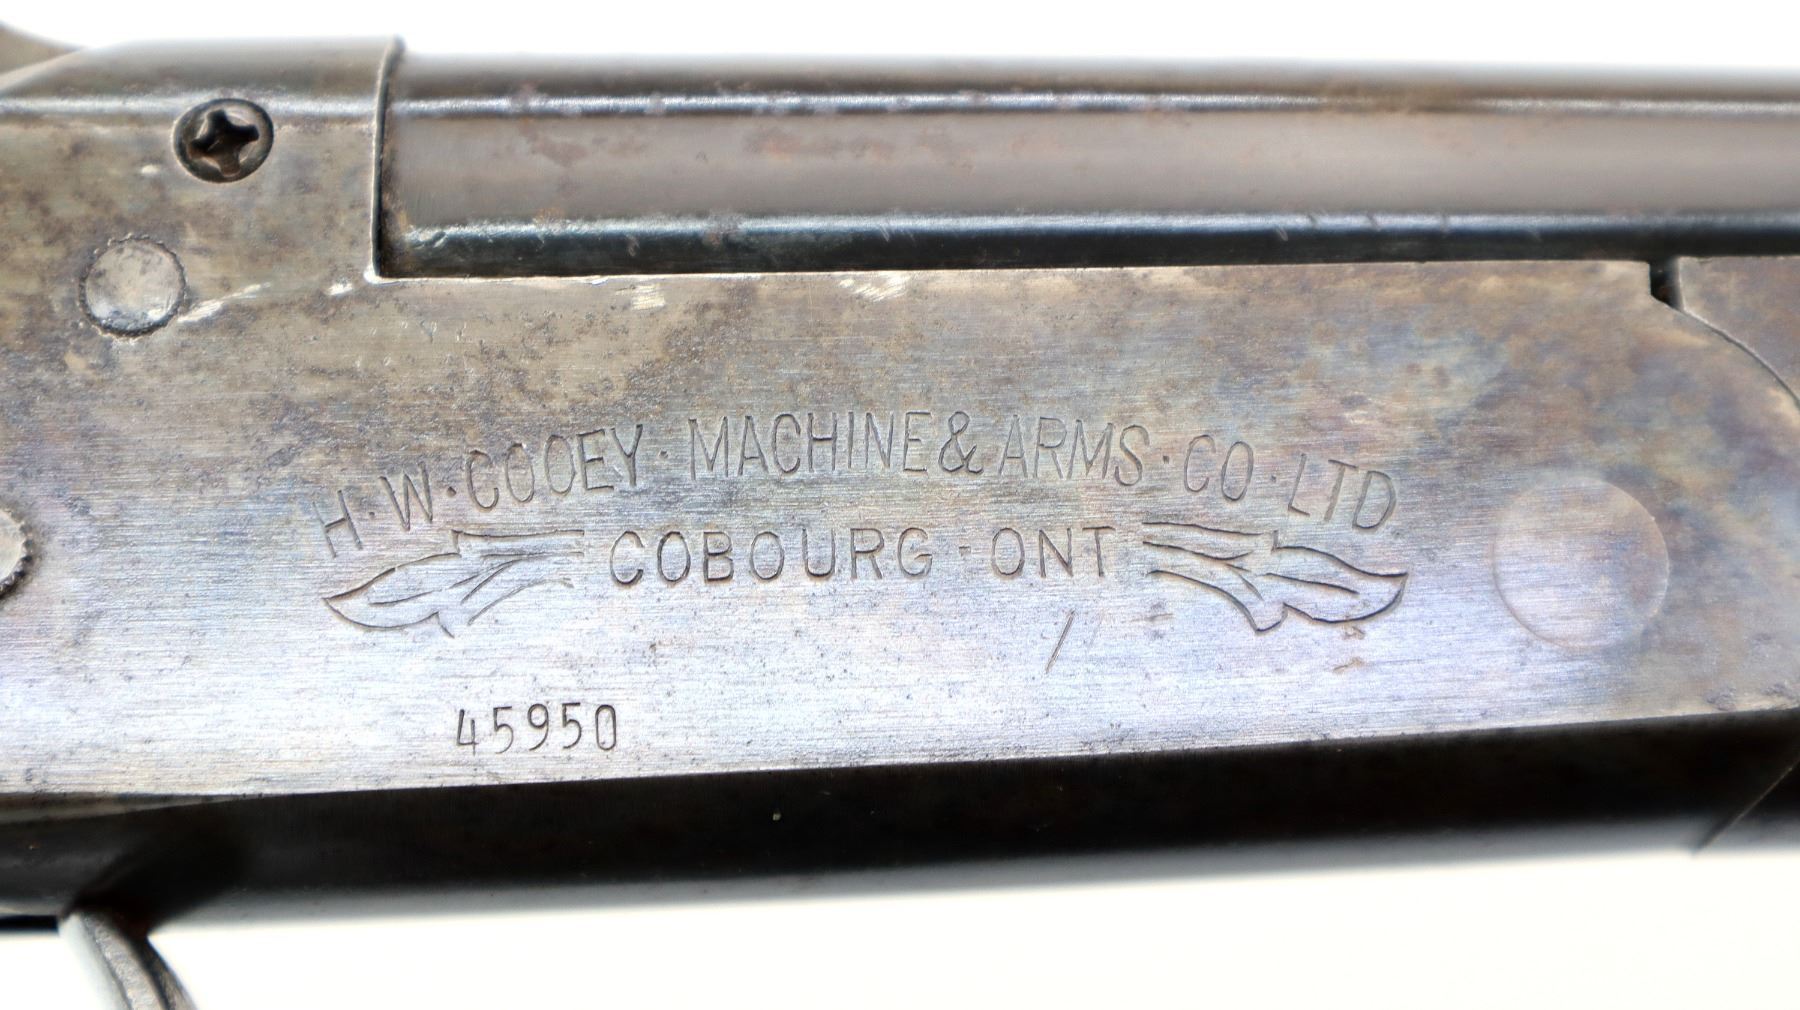 H·W·COOEY·MACHINE & ARMS·CO·LTD
COBOURG - ONT
45950